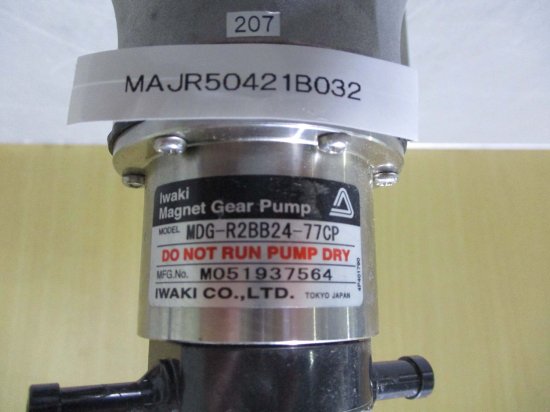 207
MAJR50421B032
Iwaki
Magnet Gear Pump
MODEL MDG-R2BB24-77CP
DO NOT RUN PUMP DRY
MFG.No. M051937564
IWAKI CO.,LTD. TOKYO JAPAN
4P401790